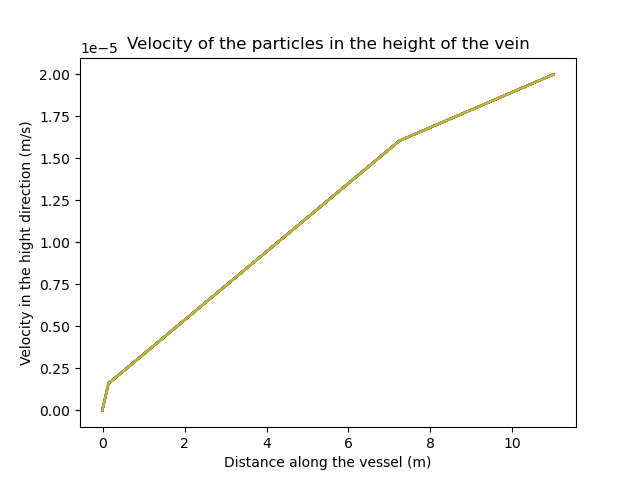 Velocity of the particles in the height of the vein
1e−5
2.00
1.75
1.50
1.25
1.00
0.75
0.50
0.25
0.00
Velocity in the hight direction (m/s)
0 2 4 6 8 10
Distance along the vessel (m)